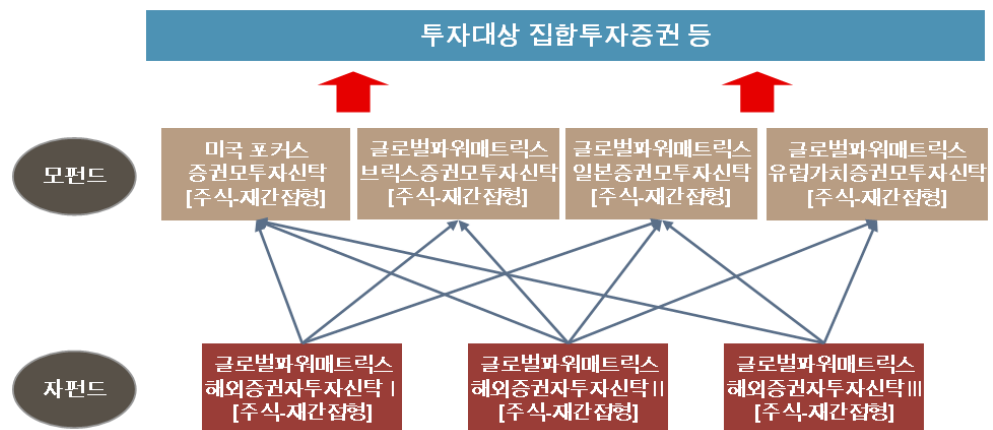 투자대상 집합투자증권 등
모펀드
미국 포커스
증권모투자신탁
[주식-재간접형]
글로벌파워매트릭스
브릭스증권모투자신탁
[주식-재간접형]
글로벌파워매트릭스
일본증권모투자신탁
[주식-재간접형]
글로벌파워매트릭스
유럽가치증권모투자신탁
[주식-재간접형]
자펀드
글로벌파워매트릭스
해외증권자투자신탁Ⅰ
[주식-재간접형]
글로벌파워매트릭스
해외증권자투자신탁Ⅱ
[주식-재간접형]
글로벌파워매트릭스
해외증권자투자신탁Ⅲ
[주식-재간접형]